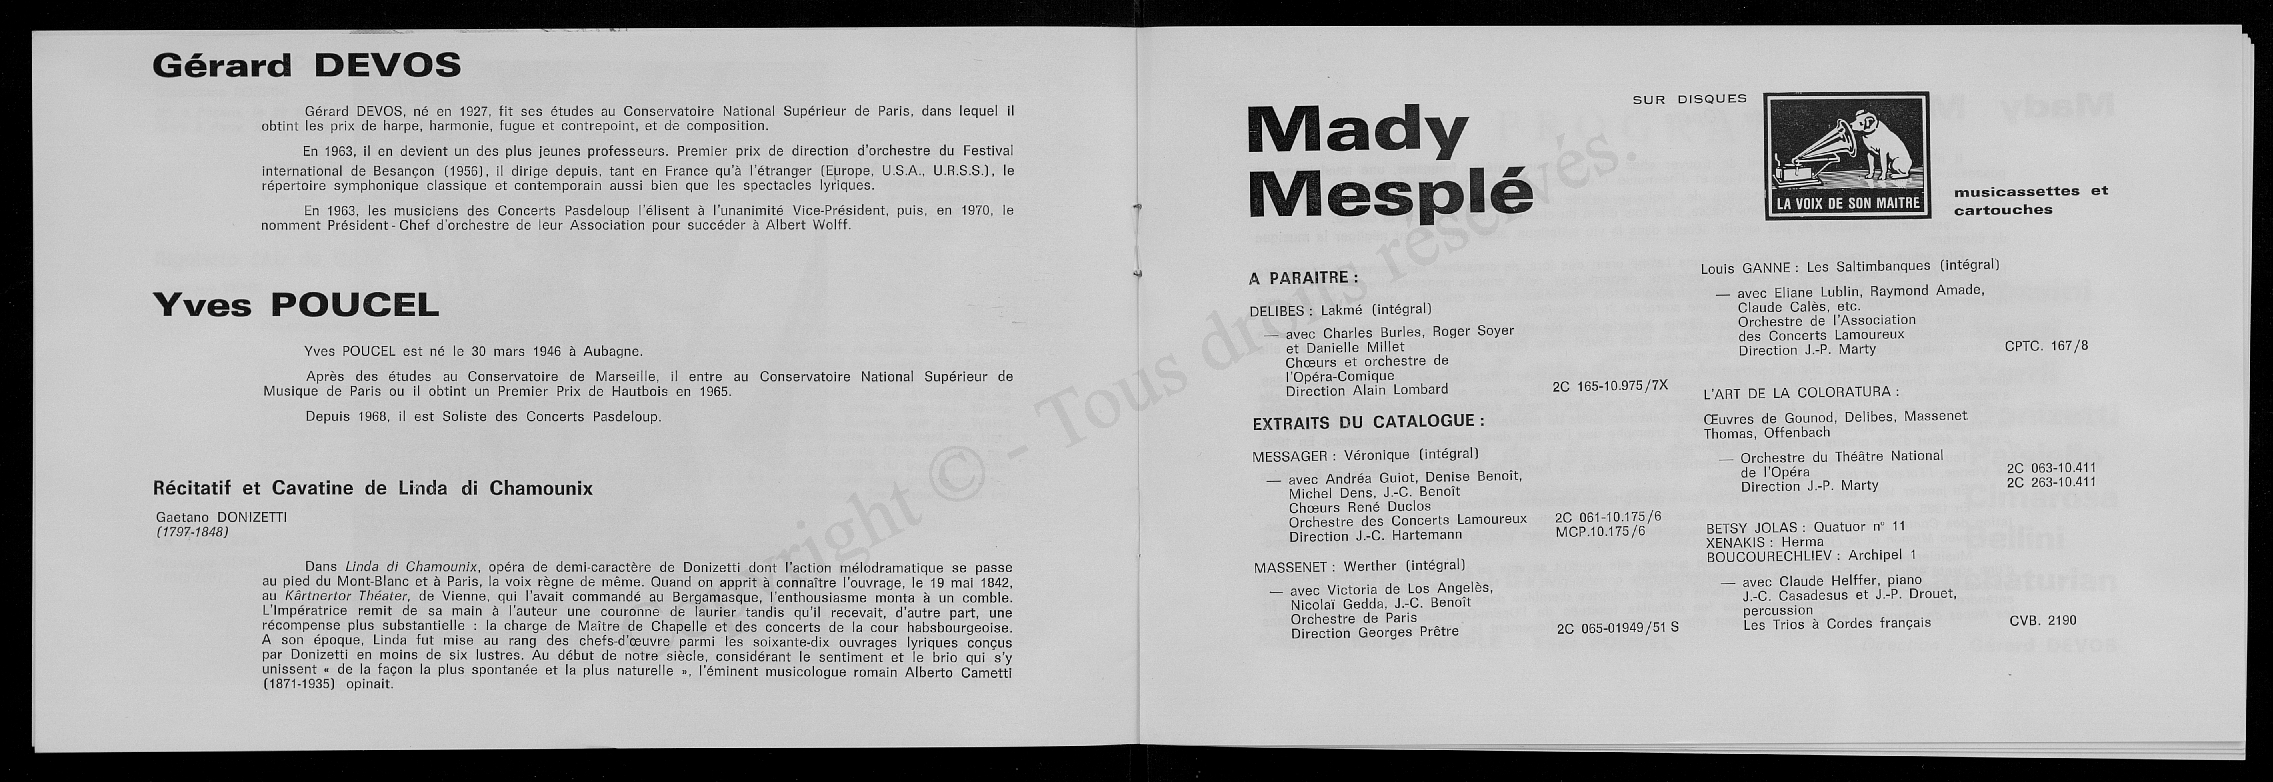 Gérard DEVOS
Gérard DEVOS, né en 1927, fit ses études au Conservatoire National Supérieur de Paris, dans lequel il
obtint les prix de harpe, harmonie, fugue et contrepoint, et de composition.
En 1963, il en devient un des plus jeunes professeurs. Premier prix de direction d'orchestre du Festival
international de Besançon (1956), il dirige depuis, tant en France qu'à l'étranger (Europe, U.S.A., U.R.S.S.), le
répertoire symphonique classique et contemporain aussi bien que les spectacles lyriques.
En 1963, les musiciens des Concerts Pasdeloup l'élisent à l'unanimité Vice-Président, puis, en 1970, le
nomment Président - Chef d'orchestre de leur Association pour succéder à Albert Wolff.
Yves POUCEL
Yves POUCEL est né le 30 mars 1946 à Aubagne.
Après des études au Conservatoire de Marseille, il entre au Conservatoire National Supérieur de
Musique de Paris ou il obtint un Premier Prix de Hautbois en 1965.
Depuis 1968, il est Soliste des Concerts Pasdeloup.
Récitatif et Cavatine de Linda di Chamounix
Gaetano DONIZETTI
(1797-1848)
Dans Linda di Chamounix, opéra de demi-caractère de Donizetti dont l'action mélodramatique se passe
au pied du Mont-Blanc et à Paris, la voix règne de même. Quand on apprit à connaître l'ouvrage, le 19 mai 1842,
au Kârtnertor Théater, de Vienne, qui l'avait commandé au Bergamasque, l'enthousiasme monta à un comble.
L'Impératrice remit de sa main à l'auteur une couronne de laurier tandis qu'il recevait, d'autre part, une
récompense plus substantielle : la charge de Maître de Chapelle et des concerts de la cour habsbourgeoise.
A son époque, Linda fut mise au rang des chefs-d'œuvre parmi les soixante-dix ouvrages lyriques conçus
par Donizetti en moins de six lustres. Au début de notre siècle, considérant le sentiment et le brio qui s'y
unissent « de la façon la plus spontanée et la plus naturelle », l'éminent musicologue romain Alberto Cametti
(1871-1935) opinait.
Mady
Mesplé
SUR DISQUES
LA VOIX DE SON MAITRE
musicassettes et
cartouches
A PARAITRE :
DELIBES : Lakmé (intégral)
— avec Charles Burles, Roger Soyer
et Danielle Millet
Chœurs et orchestre de
l'Opéra-Comique
Direction Alain Lombard 2C 165-10.975/7X
EXTRAITS DU CATALOGUE :
MESSAGER : Véronique (intégral)
— avec Andréa Guiot, Denise Benoît,
Michel Dens, J.-C. Benoît
Chœurs René Duclos
Orchestre des Concerts Lamoureux 2C 061-10.175/6
Direction J.-C. Hartemann MCP.10.175/6
MASSENET : Werther (intégral)
— avec Victoria de Los Angelès,
Nicolaï Gedda, J.-C. Benoît
Orchestre de Paris
Direction Georges Prêtre 2C 065-01949/51 S
Louis GANNE : Les Saltimbanques (intégral)
— avec Eliane Lublin, Raymond Amade,
Claude Calès, etc.
Orchestre de l'Association
des Concerts Lamoureux
Direction J.-P. Marty CPTC. 167/8
L'ART DE LA COLORATURA :
Œuvres de Gounod, Delibes, Massenet
Thomas, Offenbach
— Orchestre du Théâtre National
de l'Opéra 2C 063-10.411
Direction J.-P. Marty 2C 263-10.411
BETSY JOLAS : Quatuor n° 11
XENAKIS : Herma
BOUCOURECHLIEV : Archipel 1
— avec Claude Helffer, piano
J.-C. Casadesus et J.-P. Drouet,
percussion
Les Trios à Cordes français CVB. 2190
Copyright © - Tous droits réservés.